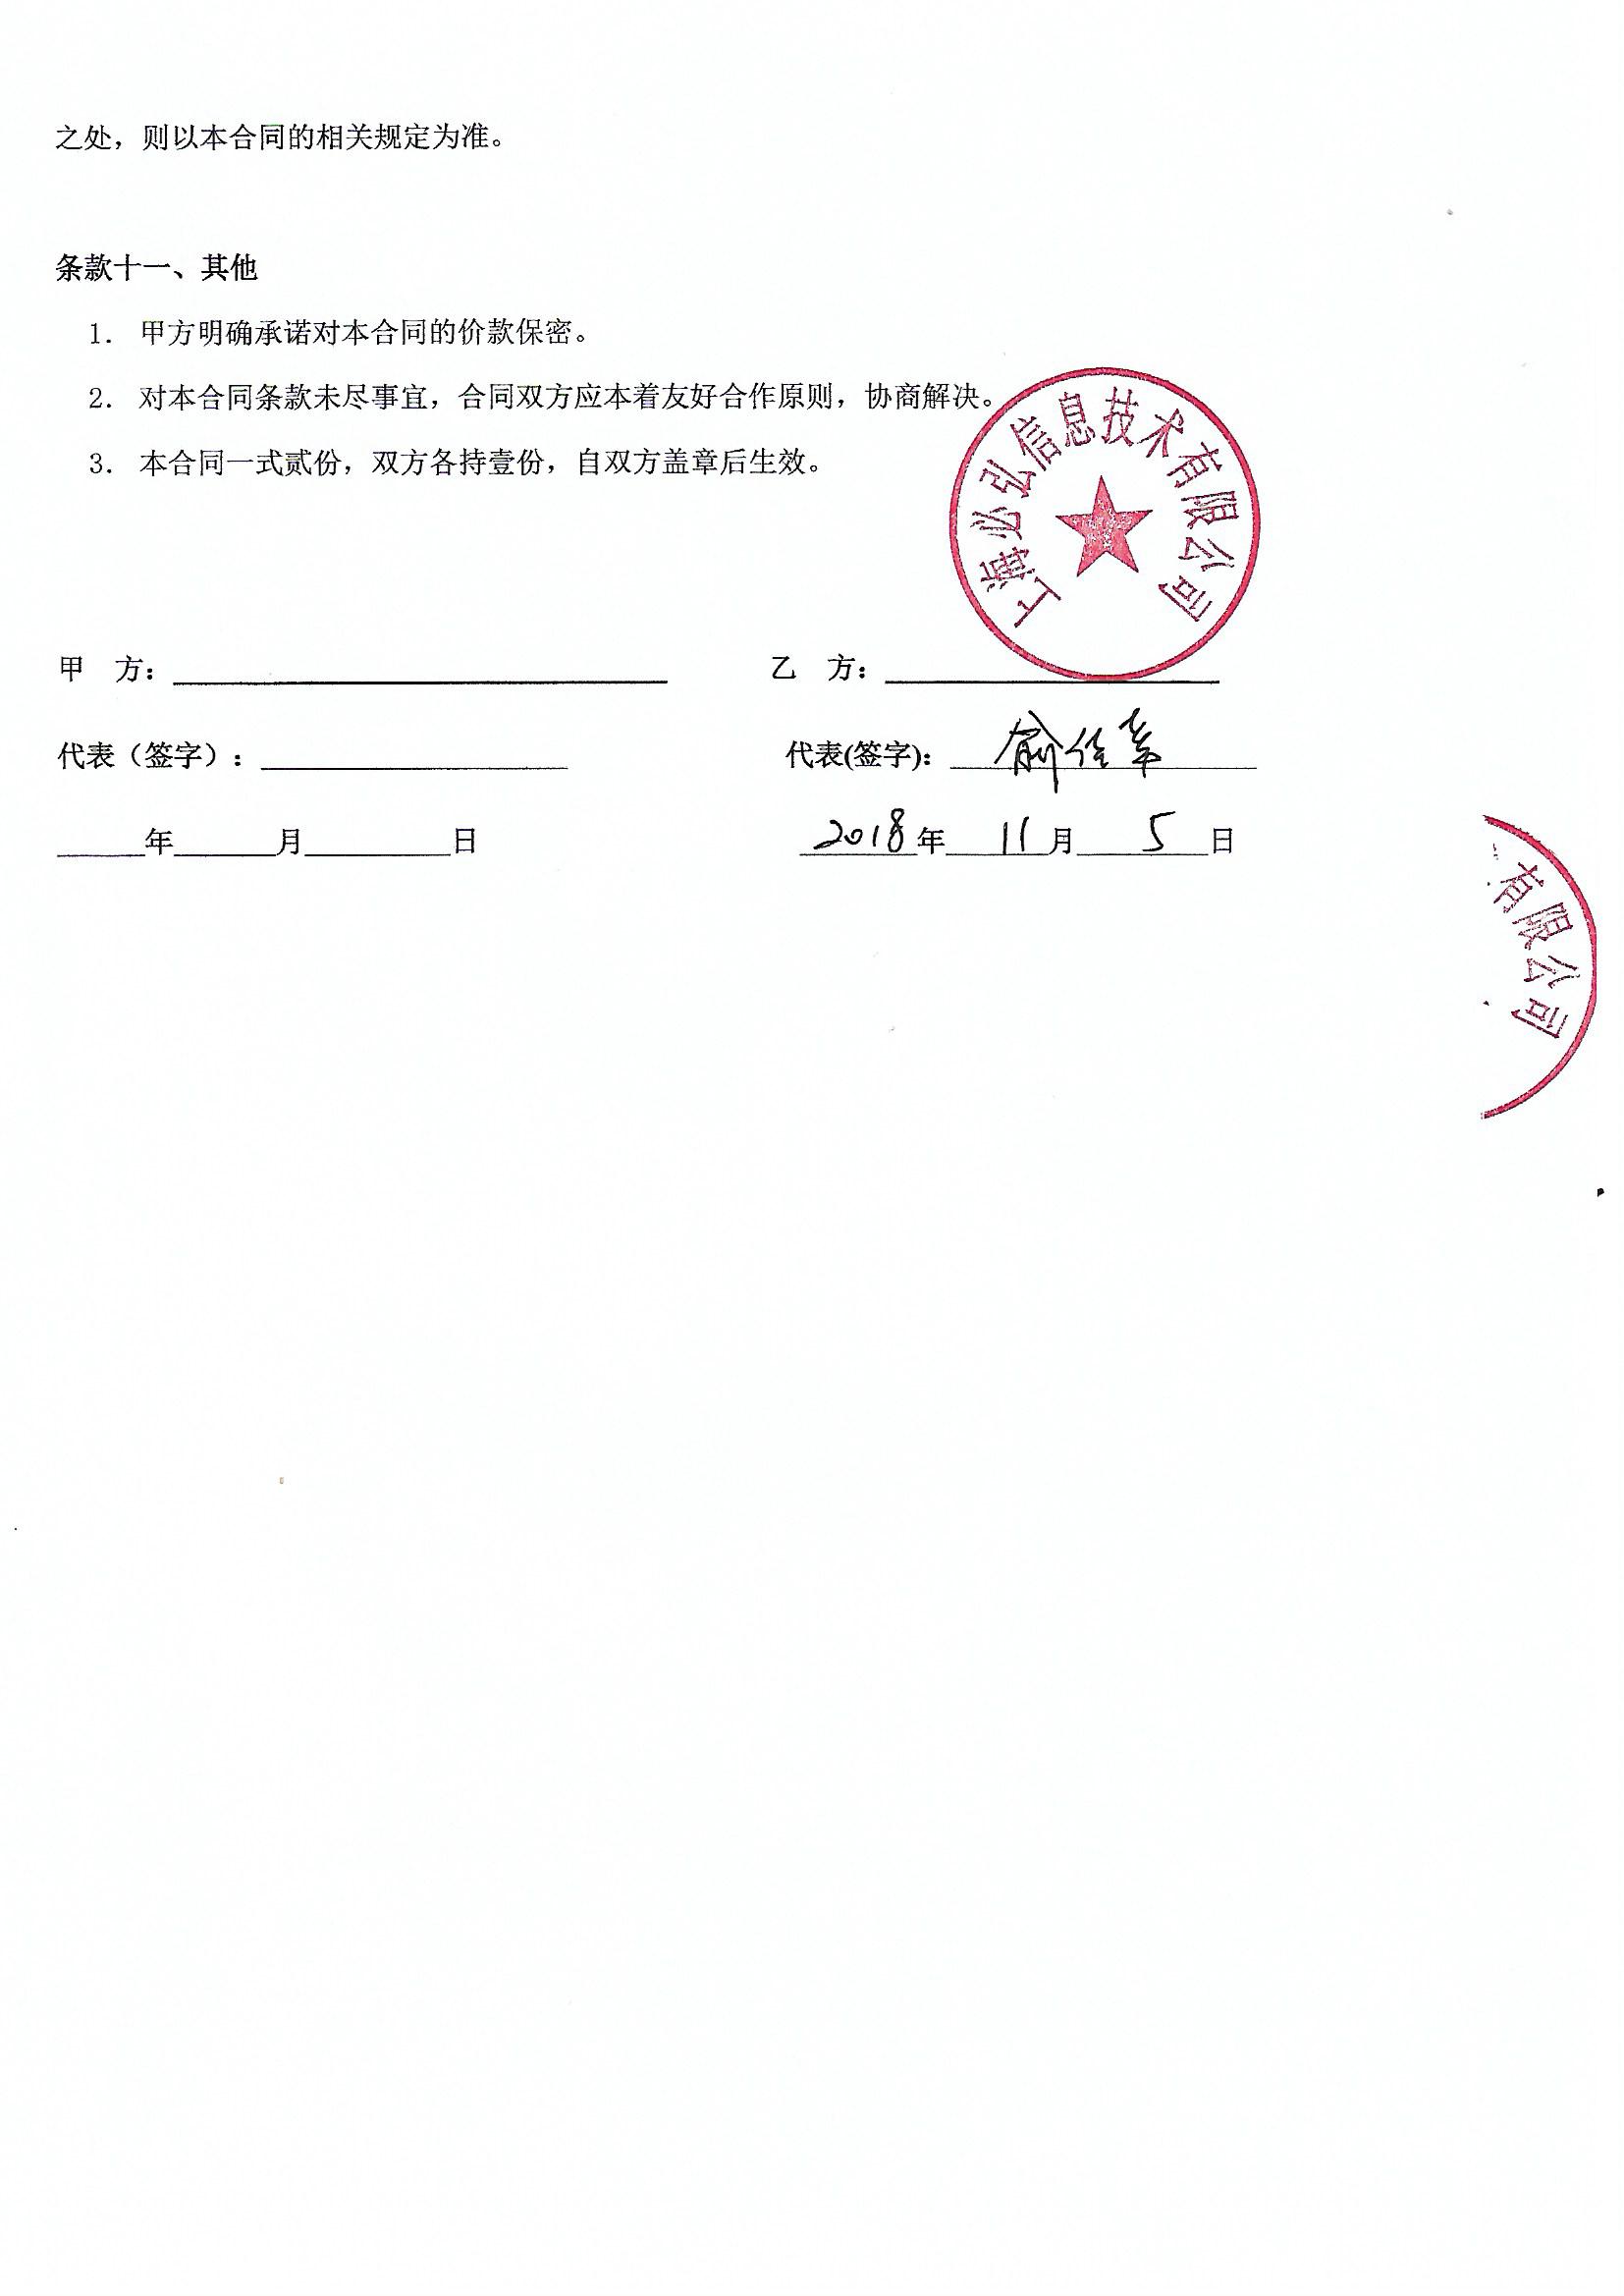 之处，则以本合同的相关规定为准。
条款十一、其他
1. 甲方明确承诺对本合同的价款保密。
2. 对本合同条款未尽事宜，合同双方应本着友好合作原则，协商解决。
3. 本合同一式贰份，双方各持壹份，自双方盖章后生效。
上海必弘信息技术有限公司
甲 方：
乙 方：
代表（签字）：
代表(签字)：俞佳
年 月 日
2018年 11月 5日
有限公司